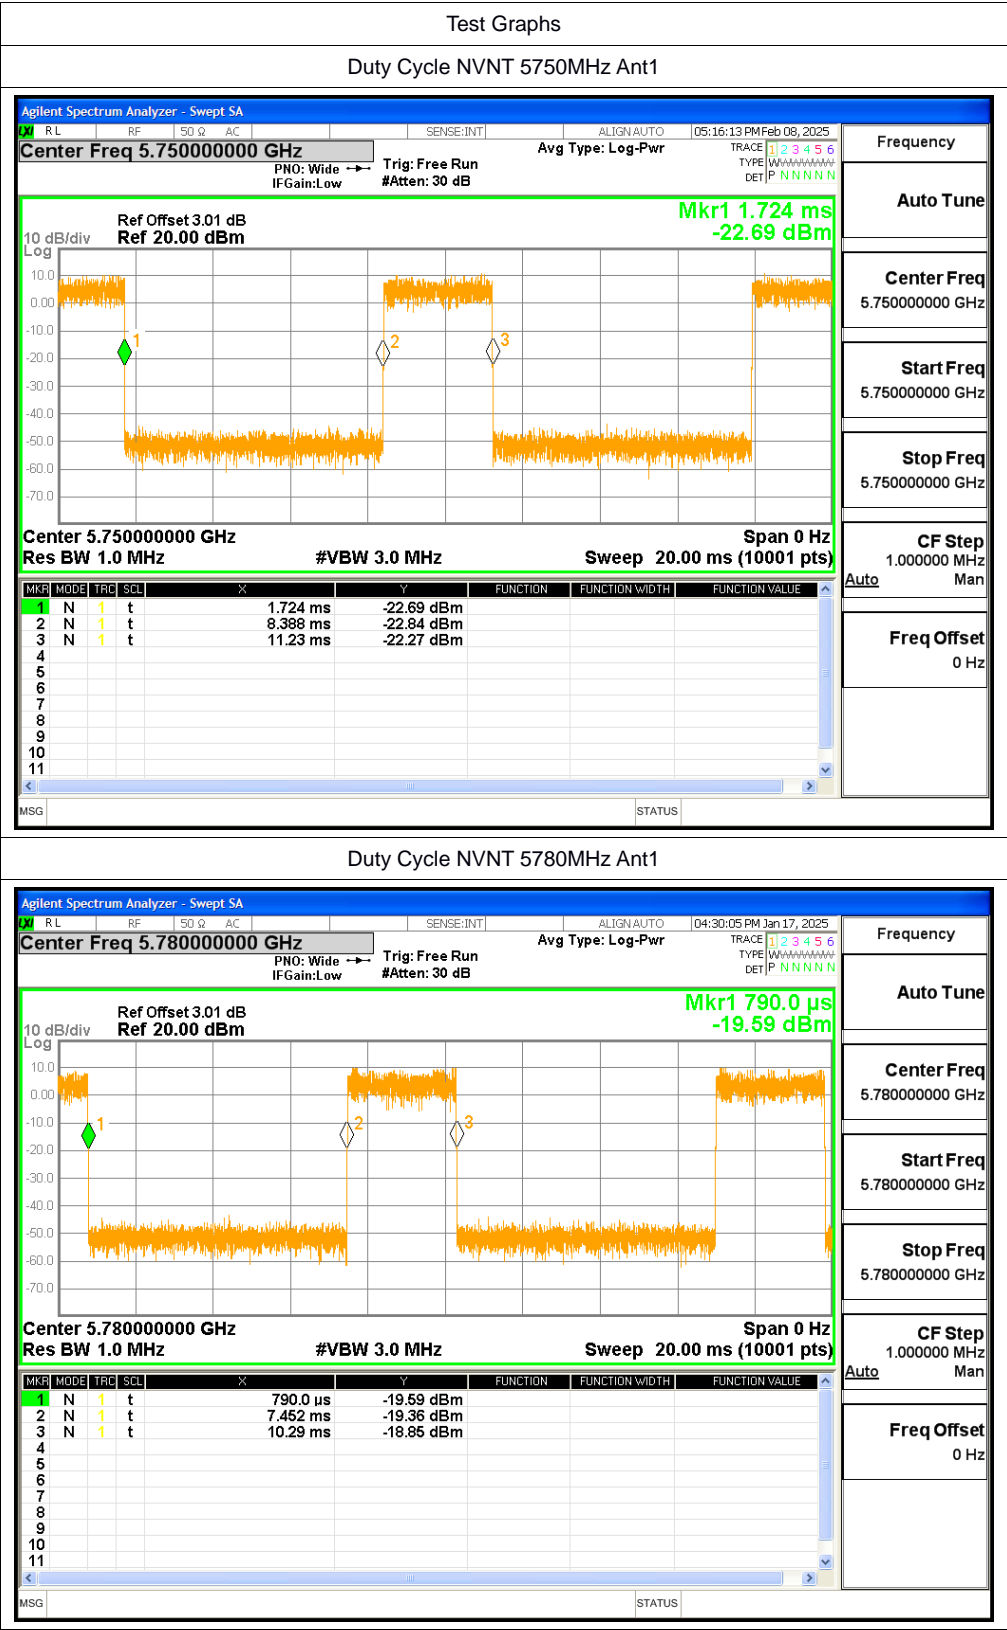 Test Graphs
Duty Cycle NVNT 5750MHz Ant1
Agilent Spectrum Analyzer - Swept SA
LXI RL RF 50 Ω AC SENSE:INT ALIGN AUTO 05:16:13 PM Feb 08, 2025
Center Freq 5.750000000 GHz
PNO: Wide
IFGain:Low
Trig: Free Run
#Atten: 30 dB
Avg Type: Log-Pwr
TRACE 1 2 3 4 5 6
TYPE W
DET P N N N N N
Ref Offset 3.01 dB
10 dB/div Ref 20.00 dBm
Log
Mkr1 1.724 ms
-22.69 dBm
10.0
0.00
-10.0
-20.0
-30.0
-40.0
-50.0
-60.0
-70.0
1
2
3
Center 5.750000000 GHz Span 0 Hz
Res BW 1.0 MHz #VBW 3.0 MHz Sweep 20.00 ms (10001 pts)
MKR MODE TRC SCL X Y FUNCTION FUNCTION WIDTH FUNCTION VALUE
1 N 1 t 1.724 ms -22.69 dBm
2 N 1 t 8.388 ms -22.84 dBm
3 N 1 t 11.23 ms -22.27 dBm
4
5
6
7
8
9
10
11
MSG STATUS
Frequency
Auto Tune
Center Freq
5.750000000 GHz
Start Freq
5.750000000 GHz
Stop Freq
5.750000000 GHz
CF Step
1.000000 MHz
Auto Man
Freq Offset
0 Hz
Duty Cycle NVNT 5780MHz Ant1
Agilent Spectrum Analyzer - Swept SA
LXI RL RF 50 Ω AC SENSE:INT ALIGN AUTO 04:30:05 PM Jan 17, 2025
Center Freq 5.780000000 GHz
PNO: Wide
IFGain:Low
Trig: Free Run
#Atten: 30 dB
Avg Type: Log-Pwr
TRACE 1 2 3 4 5 6
TYPE W
DET P N N N N N
Ref Offset 3.01 dB
10 dB/div Ref 20.00 dBm
Log
Mkr1 790.0 µs
-19.59 dBm
10.0
0.00
-10.0
-20.0
-30.0
-40.0
-50.0
-60.0
-70.0
1
2
3
Center 5.780000000 GHz Span 0 Hz
Res BW 1.0 MHz #VBW 3.0 MHz Sweep 20.00 ms (10001 pts)
MKR MODE TRC SCL X Y FUNCTION FUNCTION WIDTH FUNCTION VALUE
1 N 1 t 790.0 µs -19.59 dBm
2 N 1 t 7.452 ms -19.36 dBm
3 N 1 t 10.29 ms -18.85 dBm
4
5
6
7
8
9
10
11
MSG STATUS
Frequency
Auto Tune
Center Freq
5.780000000 GHz
Start Freq
5.780000000 GHz
Stop Freq
5.780000000 GHz
CF Step
1.000000 MHz
Auto Man
Freq Offset
0 Hz